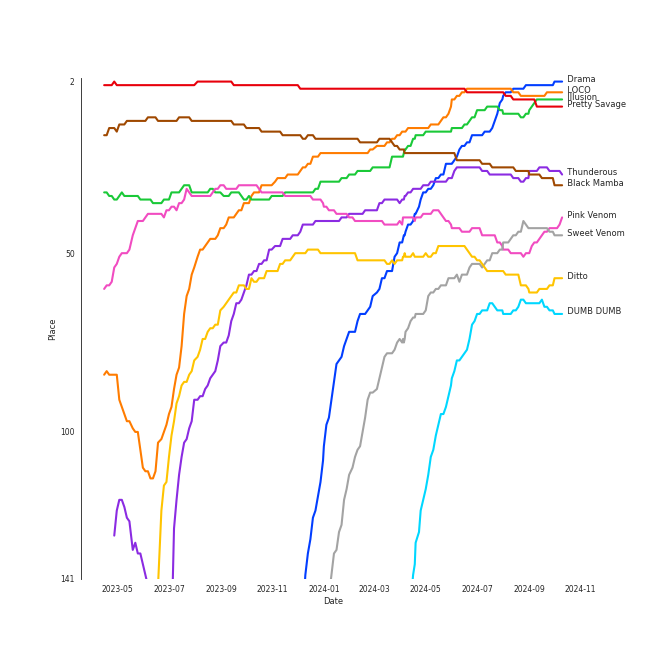 2
Drama
LOCO
Illusion
Pretty Savage
Thunderous
Black Mamba
Pink Venom
Sweet Venom
50
Ditto
DUMB DUMB
Place
100
141
2023-05 2023-07 2023-09 2023-11 2024-01 2024-03 2024-05 2024-07 2024-09 2024-11
Date